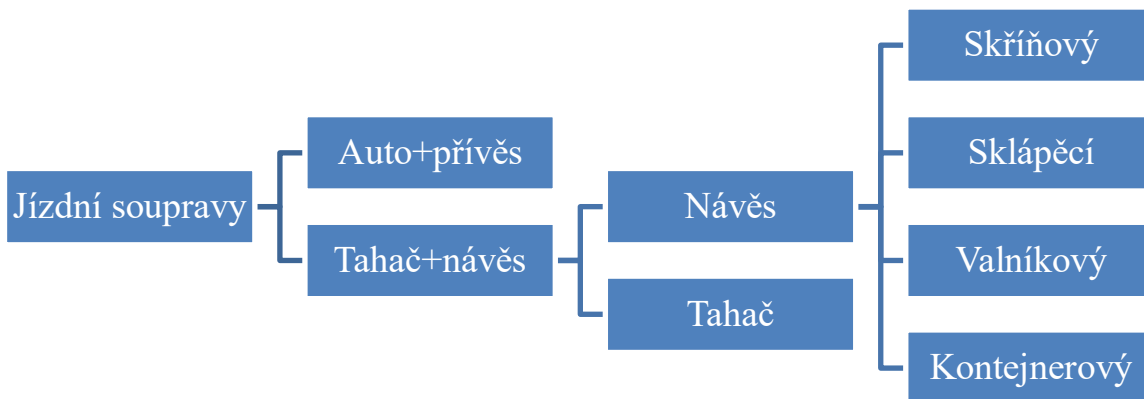 Jízdní soupravy
Auto+přívěs
Tahač+návěs
Návěs
Tahač
Skříňový
Sklápěcí
Valníkový
Kontejnerový